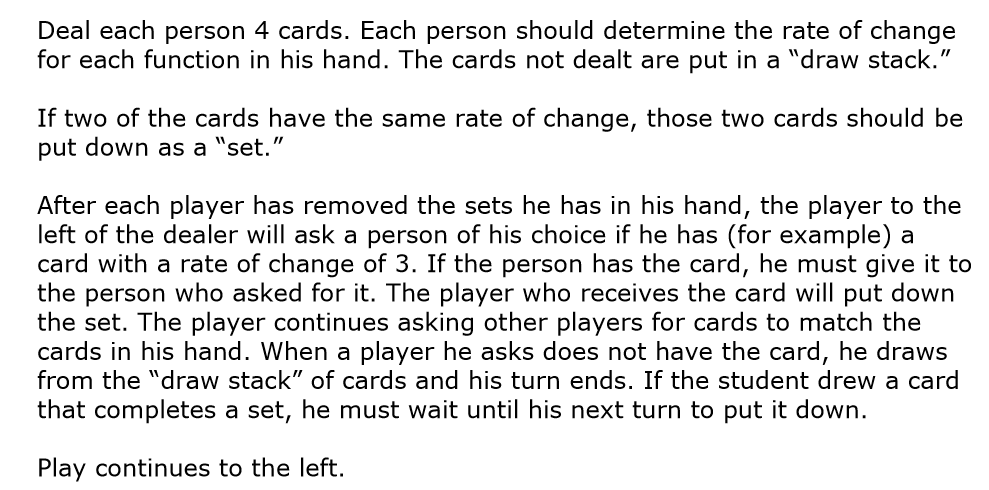 Deal each person 4 cards. Each person should determine the rate of change
for each function in his hand. The cards not dealt are put in a “draw stack.”
If two of the cards have the same rate of change, those two cards should be
put down as a “set.”
After each player has removed the sets he has in his hand, the player to the
left of the dealer will ask a person of his choice if he has (for example) a
card with a rate of change of 3. If the person has the card, he must give it to
the person who asked for it. The player who receives the card will put down
the set. The player continues asking other players for cards to match the
cards in his hand. When a player he asks does not have the card, he draws
from the “draw stack” of cards and his turn ends. If the student drew a card
that completes a set, he must wait until his next turn to put it down.
Play continues to the left.